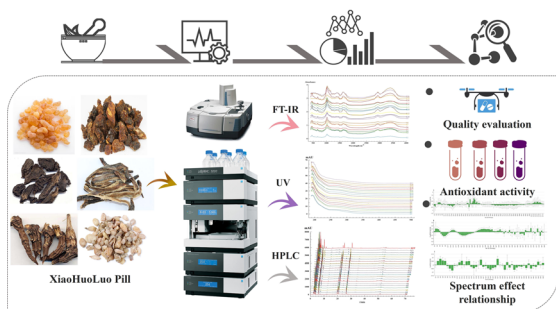 FT-IR
Quality evaluation
UV
Antioxidant activity
HPLC
XiaoHuoLuo Pill
Spectrum effect
relationship